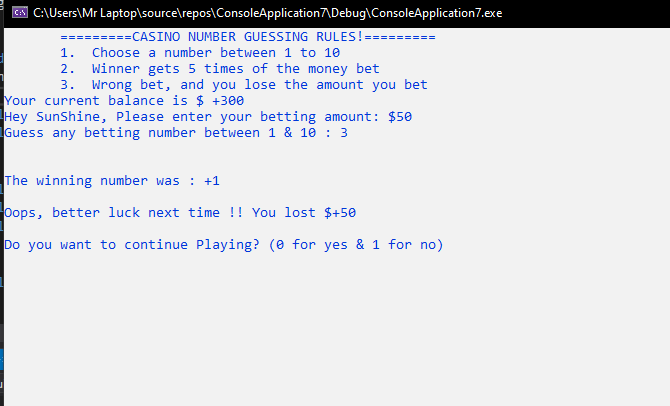 C:\Users\Mr Laptop\source\repos\ConsoleApplication7\Debug\ConsoleApplication7.exe
=========CASINO NUMBER GUESSING RULES!=========
1. Choose a number between 1 to 10
2. Winner gets 5 times of the money bet
3. Wrong bet, and you lose the amount you bet
Your current balance is $ +300
Hey SunShine, Please enter your betting amount: $50
Guess any betting number between 1 & 10 : 3
The winning number was : +1
Oops, better luck next time !! You lost $+50
Do you want to continue Playing? (0 for yes & 1 for no)